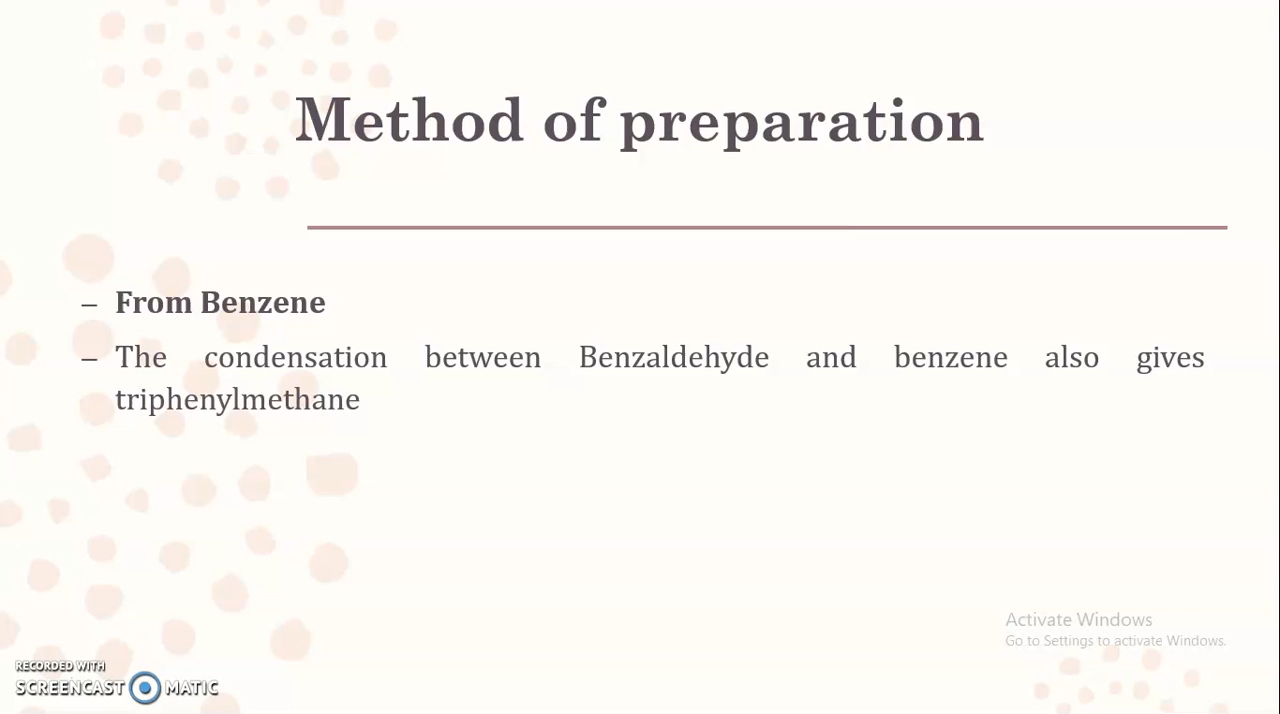 Method of preparation
– From Benzene
– The condensation between Benzaldehyde and benzene also gives
triphenylmethane
Activate Windows
Go to Settings to activate Windows.
RECORDED WITH
SCREENCAST MATIC